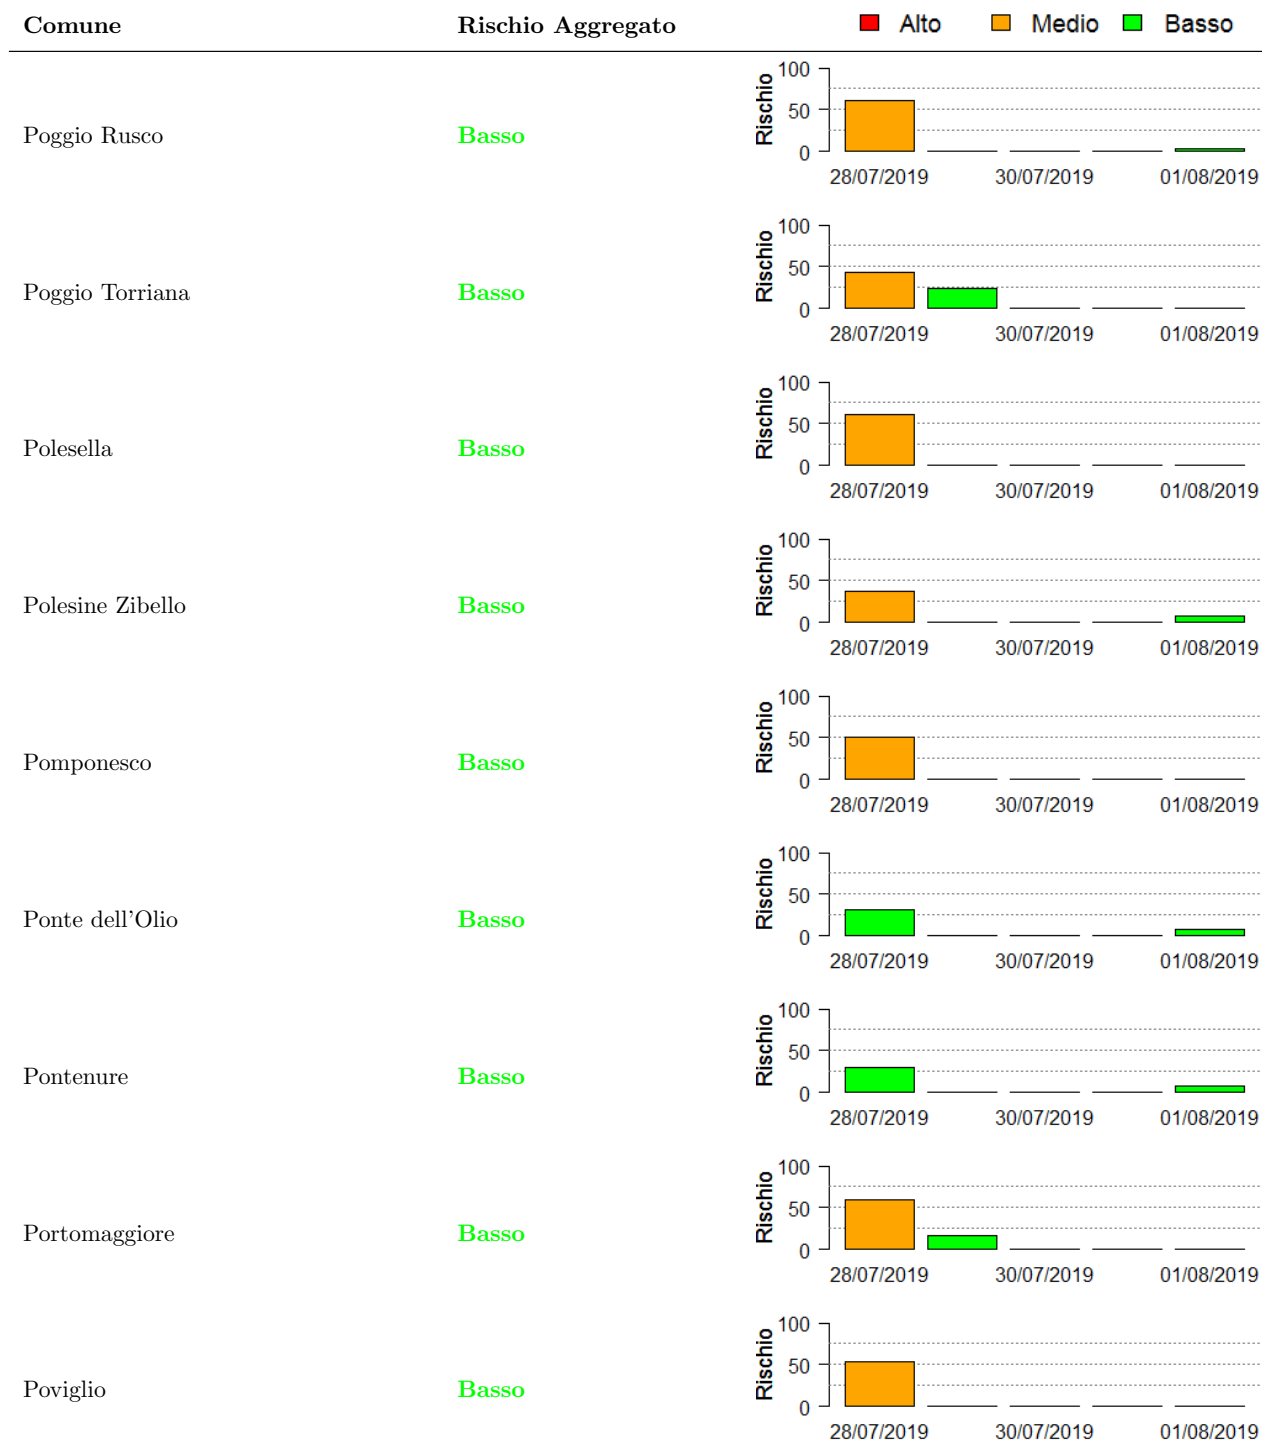 Comune Rischio Aggregato Alto Medio Basso
Poggio Rusco Basso Rischio 100 50 0
28/07/2019 30/07/2019 01/08/2019
Poggio Torriana Basso Rischio 100 50 0
28/07/2019 30/07/2019 01/08/2019
Polesella Basso Rischio 100 50 0
28/07/2019 30/07/2019 01/08/2019
Polesine Zibello Basso Rischio 100 50 0
28/07/2019 30/07/2019 01/08/2019
Pomponesco Basso Rischio 100 50 0
28/07/2019 30/07/2019 01/08/2019
Ponte dell'Olio Basso Rischio 100 50 0
28/07/2019 30/07/2019 01/08/2019
Pontenure Basso Rischio 100 50 0
28/07/2019 30/07/2019 01/08/2019
Portomaggiore Basso Rischio 100 50 0
28/07/2019 30/07/2019 01/08/2019
Poviglio Basso Rischio 100 50 0
28/07/2019 30/07/2019 01/08/2019